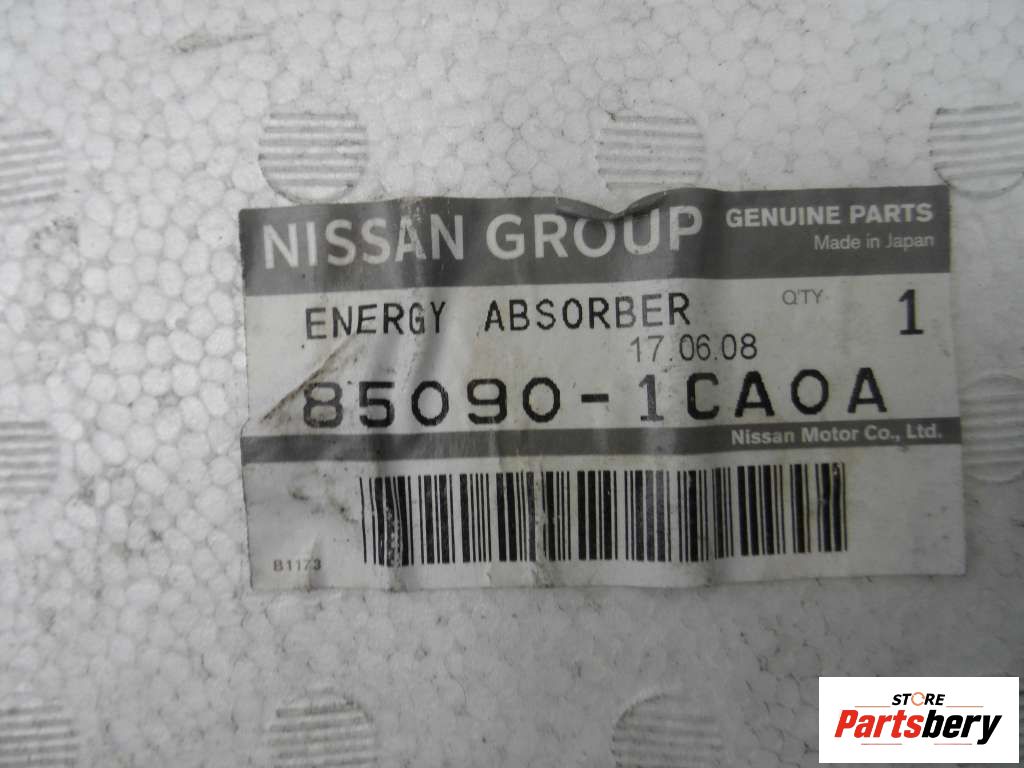 NISSAN GROUP GENUINE PARTS
Made in Japan
ENERGY ABSORBER QTY 1
17.06.08
85090-1CA0A
Nissan Motor Co., Ltd.
B1173
STORE
Partsbery